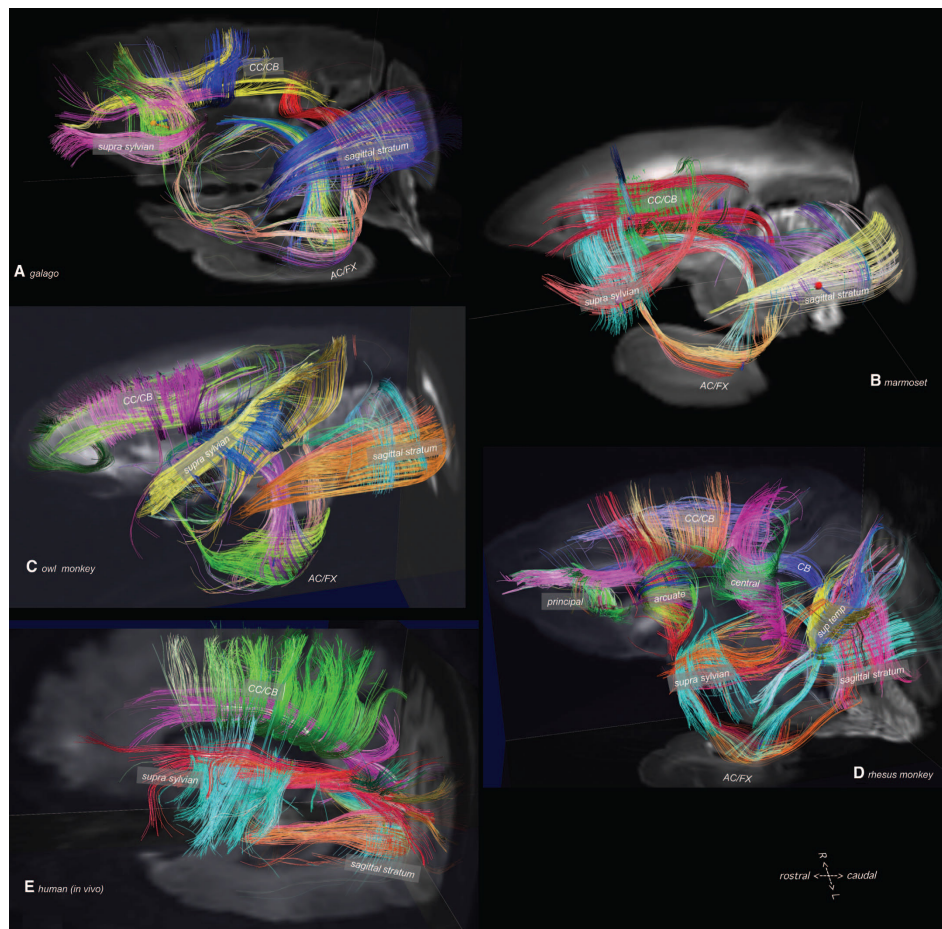 CC/CB
supra sylvian
sagittal stratum
AC/FX
A galago
CC/CB
supra sylvian
sagittal stratum
AC/FX
B marmoset
CC/CB
supra sylvian
sagittal stratum
C owl monkey
AC/FX
CC/CB
CB
principal
arcuate
central
sup temp
supra sylvian
sagittal stratum
AC/FX
D rhesus monkey
CC/CB
supra sylvian
sagittal stratum
E human (in vivo)
R
rostral
caudal
L